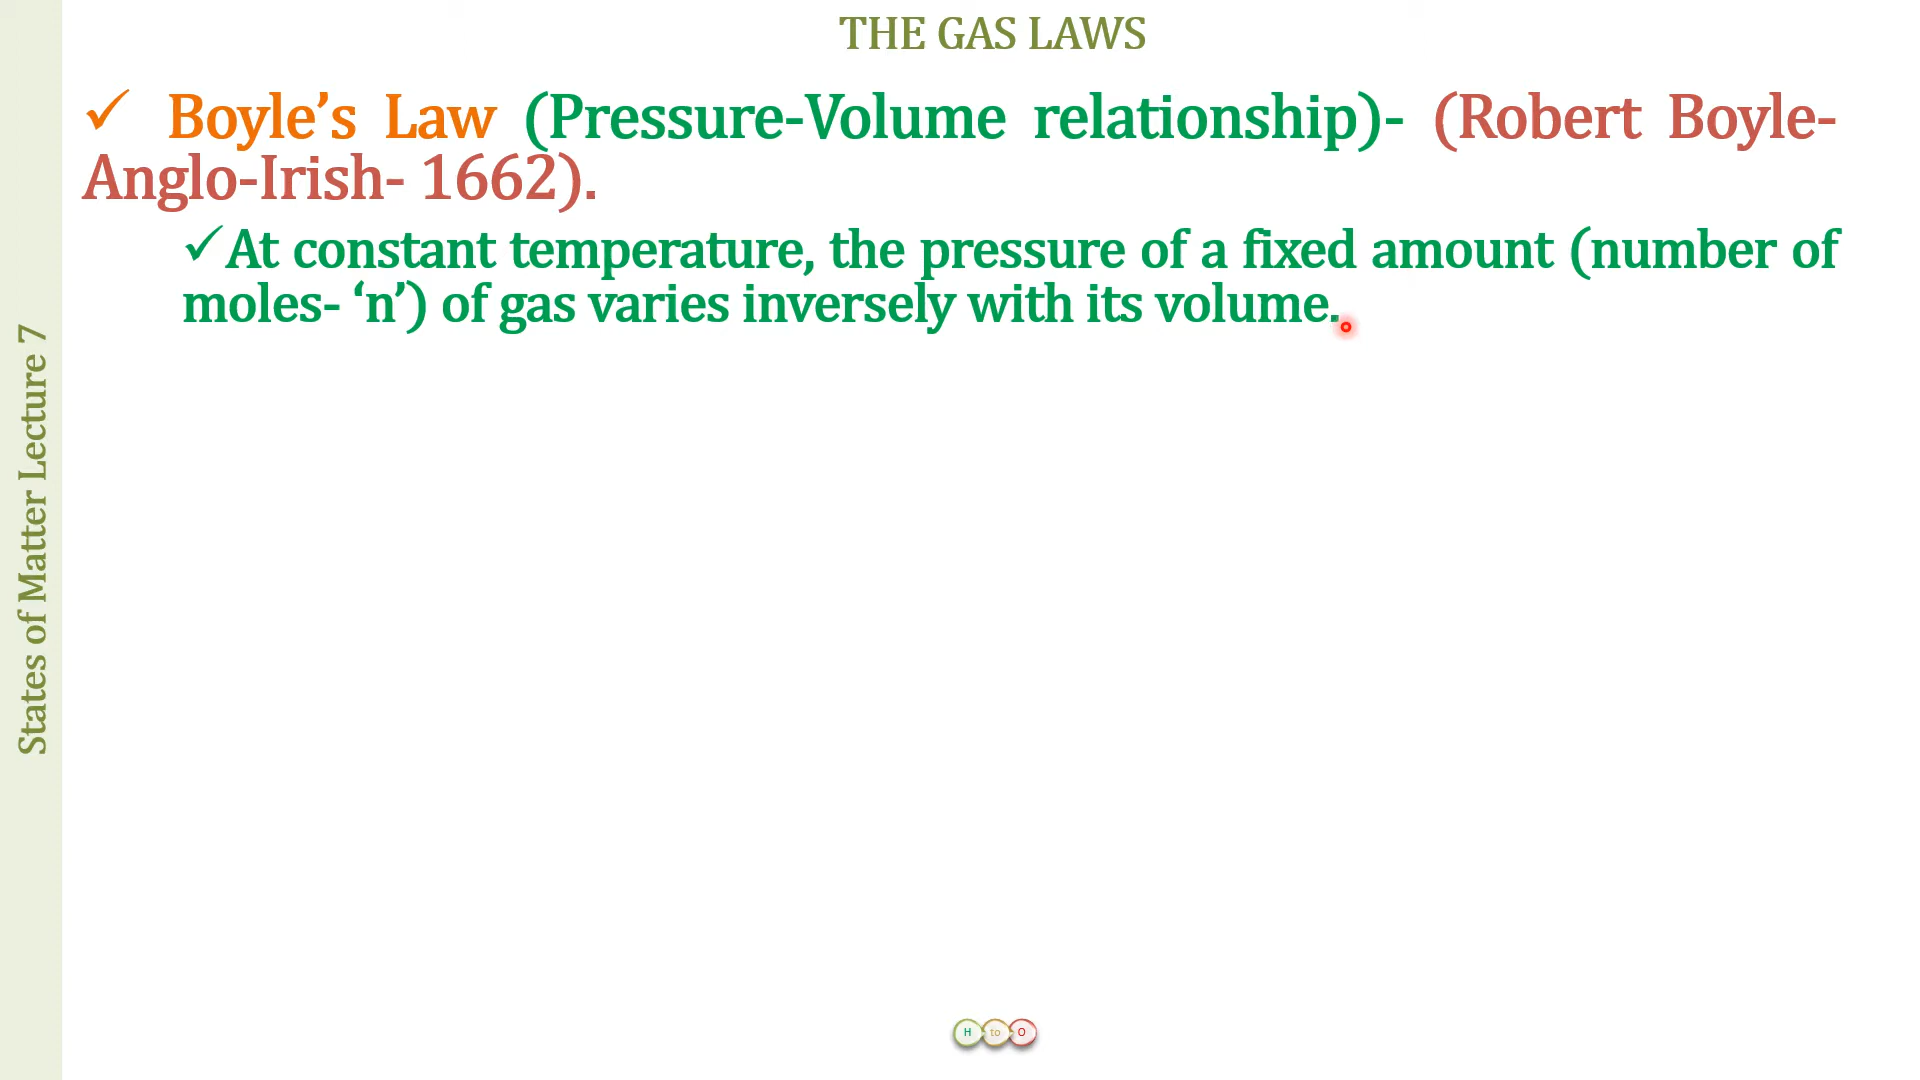 THE GAS LAWS
✓ Boyle’s Law (Pressure-Volume relationship)- (Robert Boyle-
Anglo-Irish- 1662).
✓At constant temperature, the pressure of a fixed amount (number of
moles- ‘n’) of gas varies inversely with its volume.
States of Matter Lecture 7
H to O